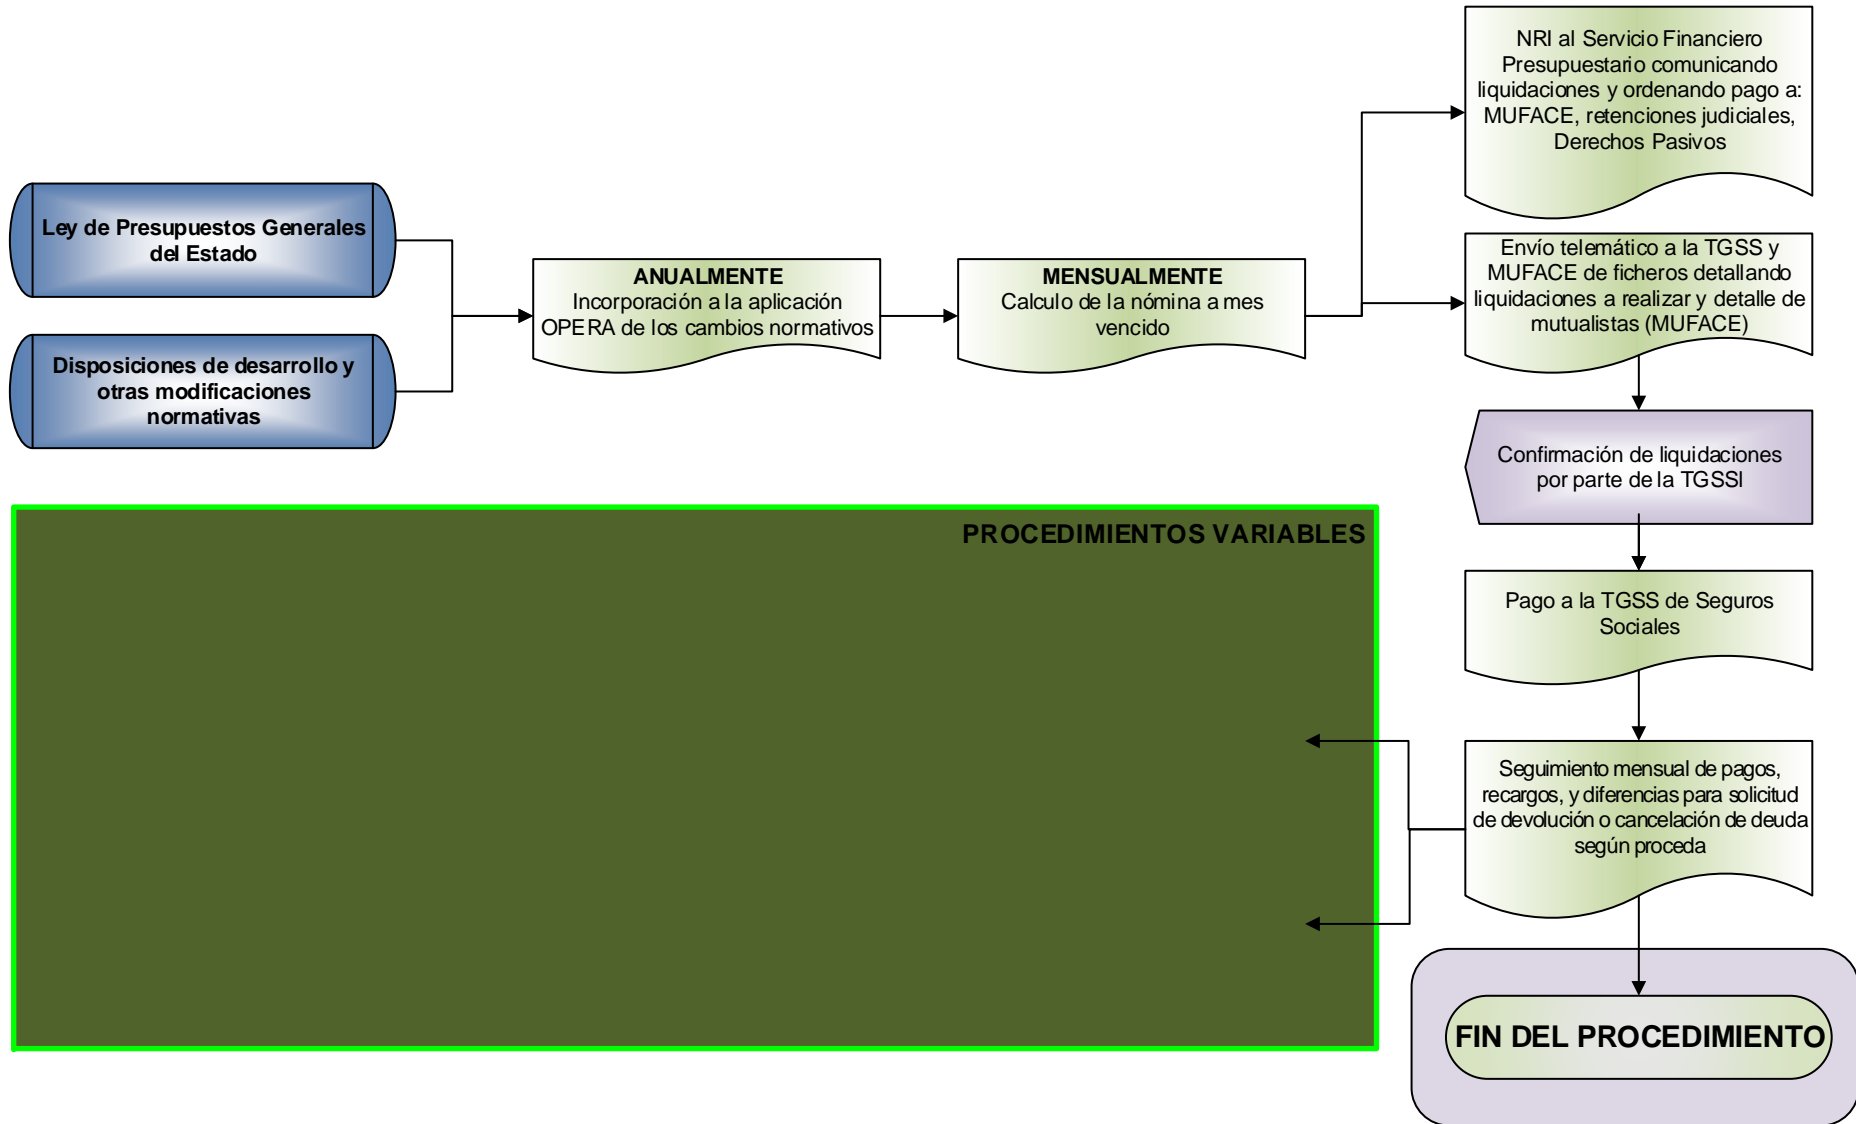 Ley de Presupuestos Generales
del Estado
Disposiciones de desarrollo y
otras modificaciones
normativas
ANUALMENTE
Incorporación a la aplicación
OPERA de los cambios normativos
MENSUALMENTE
Calculo de la nómina a mes
vencido
NRI al Servicio Financiero
Presupuestario comunicando
liquidaciones y ordenando pago a:
MUFACE, retenciones judiciales,
Derechos Pasivos
Envío telemático a la TGSS y
MUFACE de ficheros detallando
liquidaciones a realizar y detalle de
mutualistas (MUFACE)
Confirmación de liquidaciones
por parte de la TGSSI
Pago a la TGSS de Seguros
Sociales
Seguimiento mensual de pagos,
recargos, y diferencias para solicitud
de devolución o cancelación de deuda
según proceda
PROCEDIMIENTOS VARIABLES
FIN DEL PROCEDIMIENTO